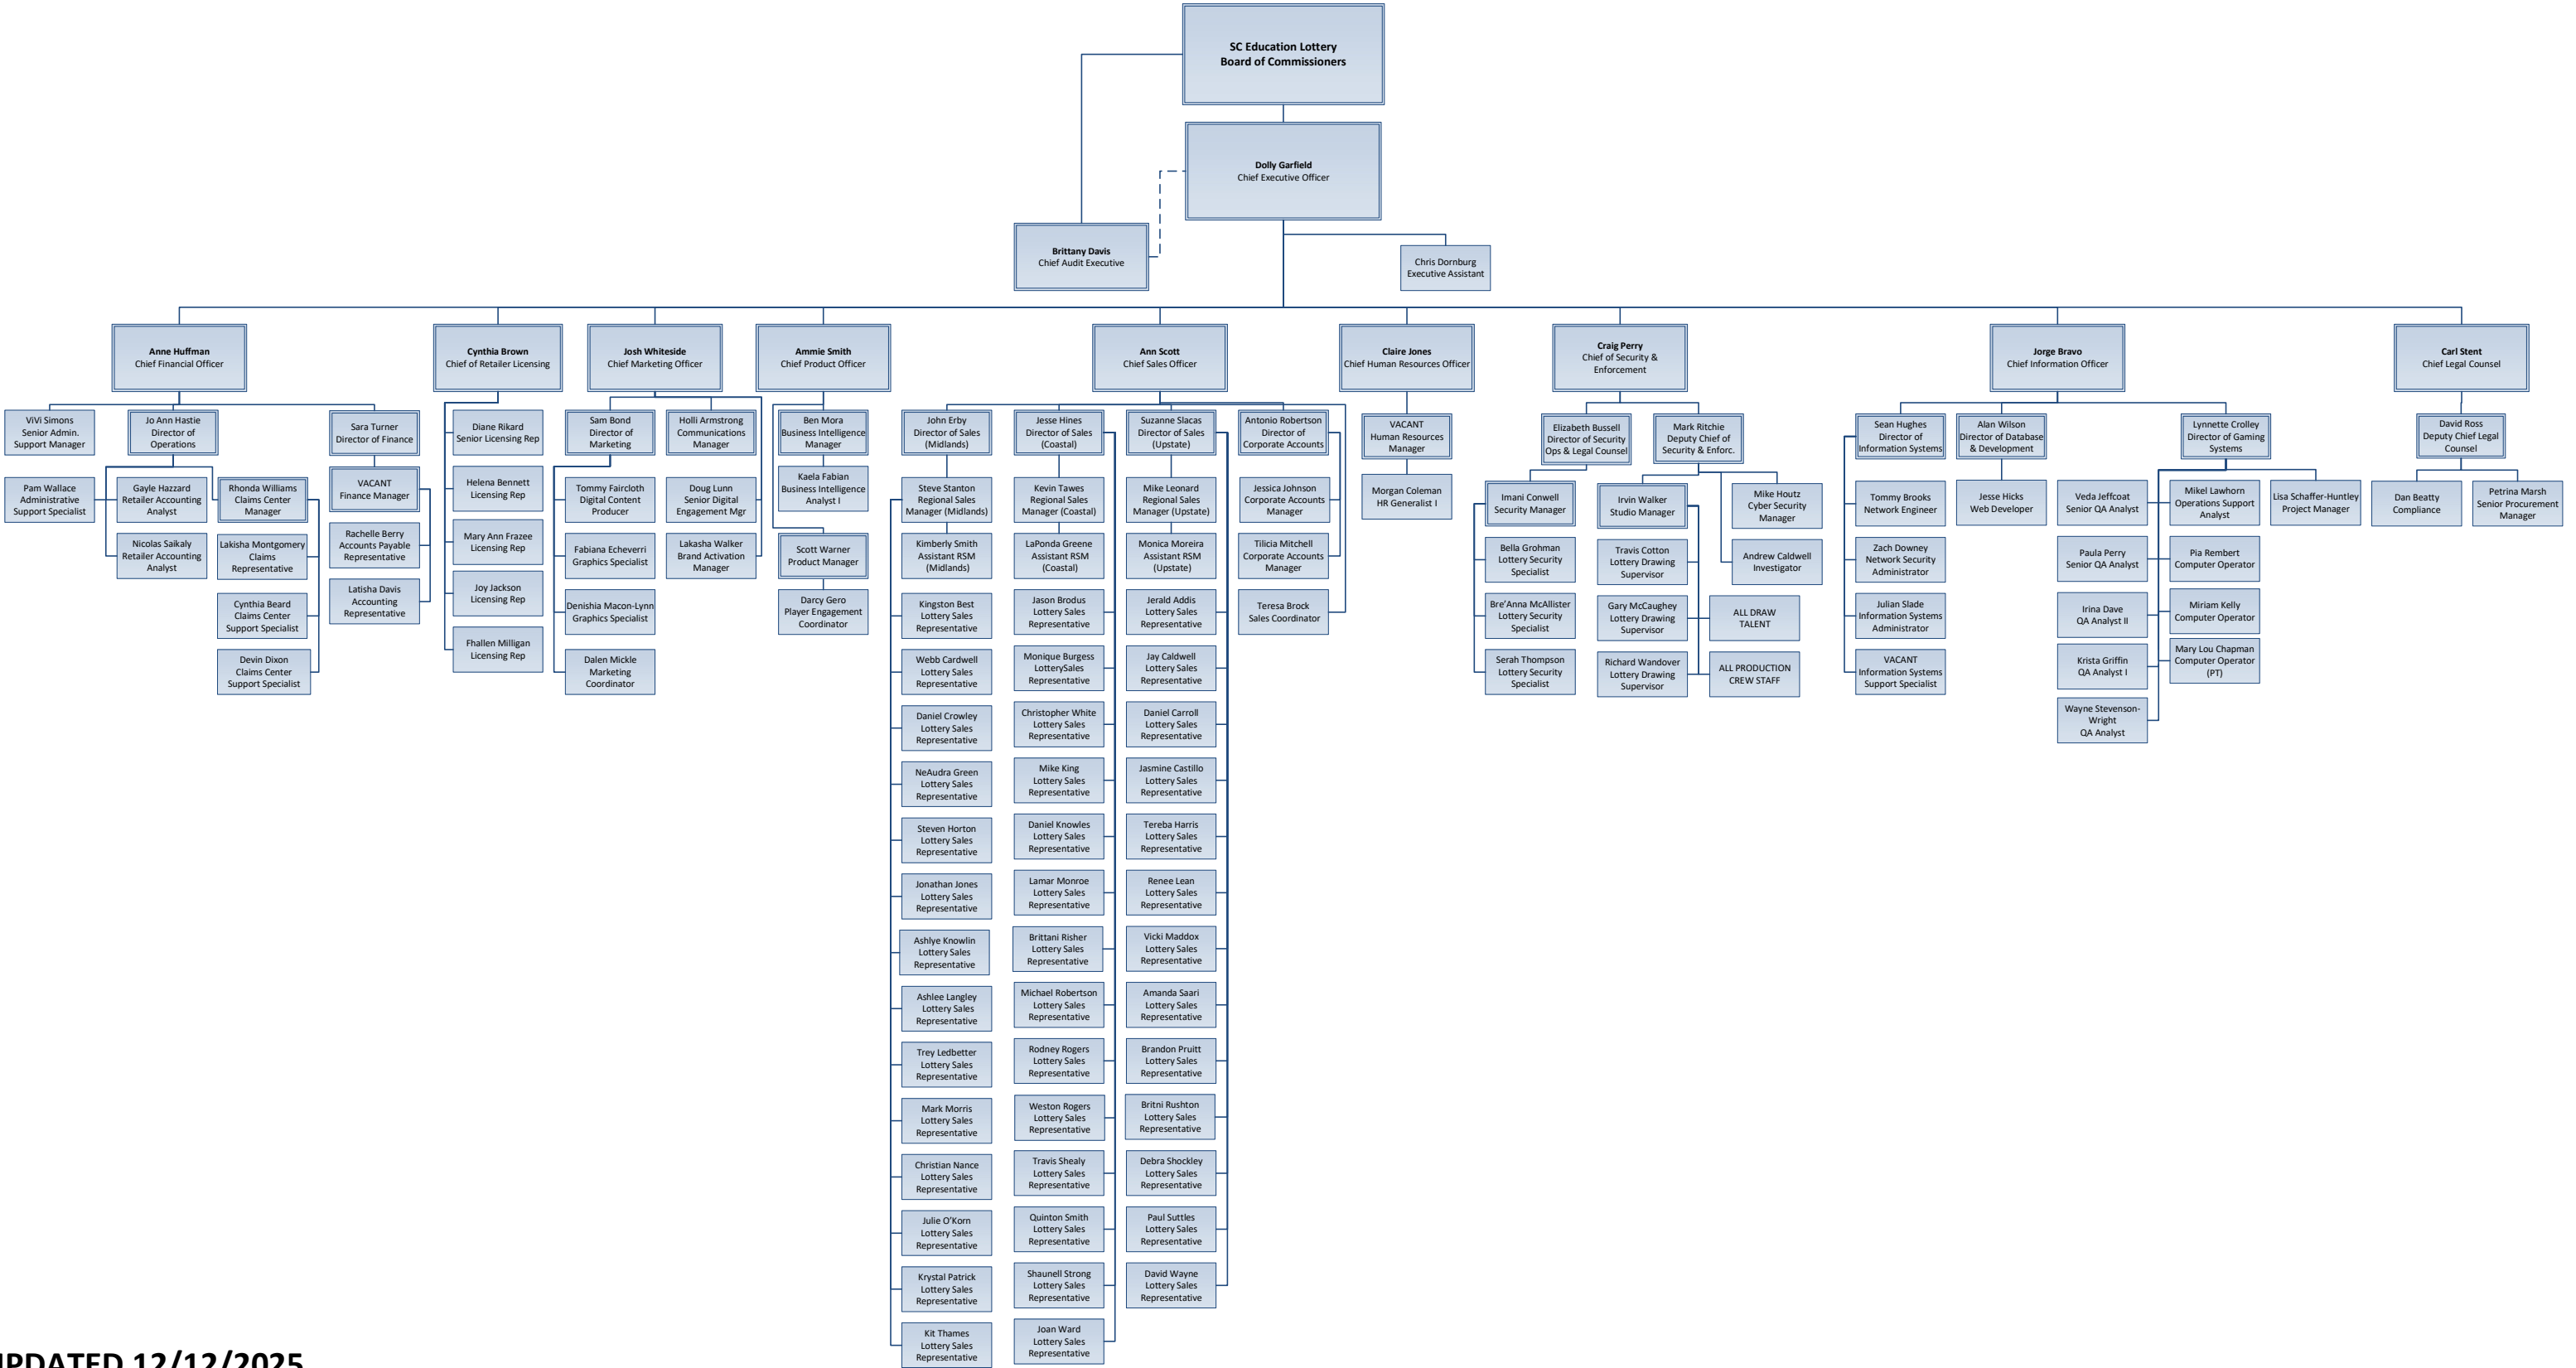 SC Education Lottery
Board of Commissioners
Dolly Garfield
Chief Executive Officer
Brittany Davis
Chief Audit Executive
Chris Dornburg
Executive Assistant
Anne Huffman
Chief Financial Officer
Cynthia Brown
Chief of Retailer Licensing
Josh Whiteside
Chief Marketing Officer
Ammie Smith
Chief Product Officer
Ann Scott
Chief Sales Officer
Claire Jones
Chief Human Resources Officer
Craig Perry
Chief of Security &
Enforcement
Jorge Bravo
Chief Information Officer
Carl Stent
Chief Legal Counsel
ViVi Simons
Senior Admin.
Support Manager
Pam Wallace
Administrative
Support Specialist
Jo Ann Hastie
Director of
Operations
Gayle Hazzard
Retailer Accounting
Analyst
Nicolas Saikaly
Retailer Accounting
Analyst
Rhonda Williams
Claims Center
Manager
Lakisha Montgomery
Claims
Representative
Cynthia Beard
Claims Center
Support Specialist
Devin Dixon
Claims Center
Support Specialist
Sara Turner
Director of Finance
VACANT
Finance Manager
Rachelle Berry
Accounts Payable
Representative
Latisha Davis
Accounting
Representative
Diane Rikard
Senior Licensing Rep
Helena Bennett
Licensing Rep
Mary Ann Frazee
Licensing Rep
Joy Jackson
Licensing Rep
Fhallen Milligan
Licensing Rep
Sam Bond
Director of
Marketing
Tommy Faircloth
Digital Content
Producer
Fabiana Echeverri
Graphics Specialist
Denishia Macon-Lynn
Graphics Specialist
Dalen Mickle
Marketing
Coordinator
Holli Armstrong
Communications
Manager
Doug Lunn
Senior Digital
Engagement Mgr
Lakasha Walker
Brand Activation
Manager
Ben Mora
Business Intelligence
Manager
Kaela Fabian
Business Intelligence
Analyst I
Scott Warner
Product Manager
Darcy Gero
Player Engagement
Coordinator
John Erby
Director of Sales
(Midlands)
Steve Stanton
Regional Sales
Manager (Midlands)
Kimberly Smith
Assistant RSM
(Midlands)
Kingston Best
Lottery Sales
Representative
Webb Cardwell
Lottery Sales
Representative
Daniel Crowley
Lottery Sales
Representative
NeAudra Green
Lottery Sales
Representative
Steven Horton
Lottery Sales
Representative
Jonathan Jones
Lottery Sales
Representative
Ashlye Knowlin
Lottery Sales
Representative
Ashlee Langley
Lottery Sales
Representative
Trey Ledbetter
Lottery Sales
Representative
Mark Morris
Lottery Sales
Representative
Christian Nance
Lottery Sales
Representative
Julie O'Korn
Lottery Sales
Representative
Krystal Patrick
Lottery Sales
Representative
Kit Thames
Lottery Sales
Representative
Jesse Hines
Director of Sales
(Coastal)
Kevin Tawes
Regional Sales
Manager (Coastal)
LaPonda Greene
Assistant RSM
(Coastal)
Jason Brodus
Lottery Sales
Representative
Monique Burgess
LotterySales
Representative
Christopher White
Lottery Sales
Representative
Mike King
Lottery Sales
Representative
Daniel Knowles
Lottery Sales
Representative
Lamar Monroe
Lottery Sales
Representative
Brittani Risher
Lottery Sales
Representative
Michael Robertson
Lottery Sales
Representative
Rodney Rogers
Lottery Sales
Representative
Weston Rogers
Lottery Sales
Representative
Travis Shealy
Lottery Sales
Representative
Quinton Smith
Lottery Sales
Representative
Shaunell Strong
Lottery Sales
Representative
Joan Ward
Lottery Sales
Representative
Suzanne Slacas
Director of Sales
(Upstate)
Mike Leonard
Regional Sales
Manager (Upstate)
Monica Moreira
Assistant RSM
(Upstate)
Jerald Addis
Lottery Sales
Representative
Jay Caldwell
Lottery Sales
Representative
Daniel Carroll
Lottery Sales
Representative
Jasmine Castillo
Lottery Sales
Representative
Tereba Harris
Lottery Sales
Representative
Renee Lean
Lottery Sales
Representative
Vicki Maddox
Lottery Sales
Representative
Amanda Saari
Lottery Sales
Representative
Brandon Pruitt
Lottery Sales
Representative
Britni Rushton
Lottery Sales
Representative
Debra Shockley
Lottery Sales
Representative
Paul Suttles
Lottery Sales
Representative
David Wayne
Lottery Sales
Representative
Antonio Robertson
Director of
Corporate Accounts
Jessica Johnson
Corporate Accounts
Manager
Tilicia Mitchell
Corporate Accounts
Manager
Teresa Brock
Sales Coordinator
VACANT
Human Resources
Manager
Morgan Coleman
HR Generalist I
Elizabeth Bussell
Director of Security
Ops & Legal Counsel
Imani Conwell
Security Manager
Bella Grohman
Lottery Security
Specialist
Bre'Anna McAllister
Lottery Security
Specialist
Serah Thompson
Lottery Security
Specialist
Mark Ritchie
Deputy Chief of
Security & Enforc.
Irvin Walker
Studio Manager
Travis Cotton
Lottery Drawing
Supervisor
Gary McCaughey
Lottery Drawing
Supervisor
Richard Wandover
Lottery Drawing
Supervisor
Mike Houtz
Cyber Security
Manager
Andrew Caldwell
Investigator
ALL DRAW
TALENT
ALL PRODUCTION
CREW STAFF
Sean Hughes
Director of
Information Systems
Tommy Brooks
Network Engineer
Zach Downey
Network Security
Administrator
Julian Slade
Information Systems
Administrator
VACANT
Information Systems
Support Specialist
Alan Wilson
Director of Database
& Development
Jesse Hicks
Web Developer
Lynnette Crolley
Director of Gaming
Systems
Veda Jeffcoat
Senior QA Analyst
Paula Perry
Senior QA Analyst
Irina Dave
QA Analyst II
Krista Griffin
QA Analyst I
Wayne Stevenson-
Wright
QA Analyst
Mikel Lawhorn
Operations Support
Analyst
Pia Rembert
Computer Operator
Miriam Kelly
Computer Operator
Mary Lou Chapman
Computer Operator
(PT)
Lisa Schaffer-Huntley
Project Manager
David Ross
Deputy Chief Legal
Counsel
Dan Beatty
Compliance
Petrina Marsh
Senior Procurement
Manager
UPDATED 12/12/2025